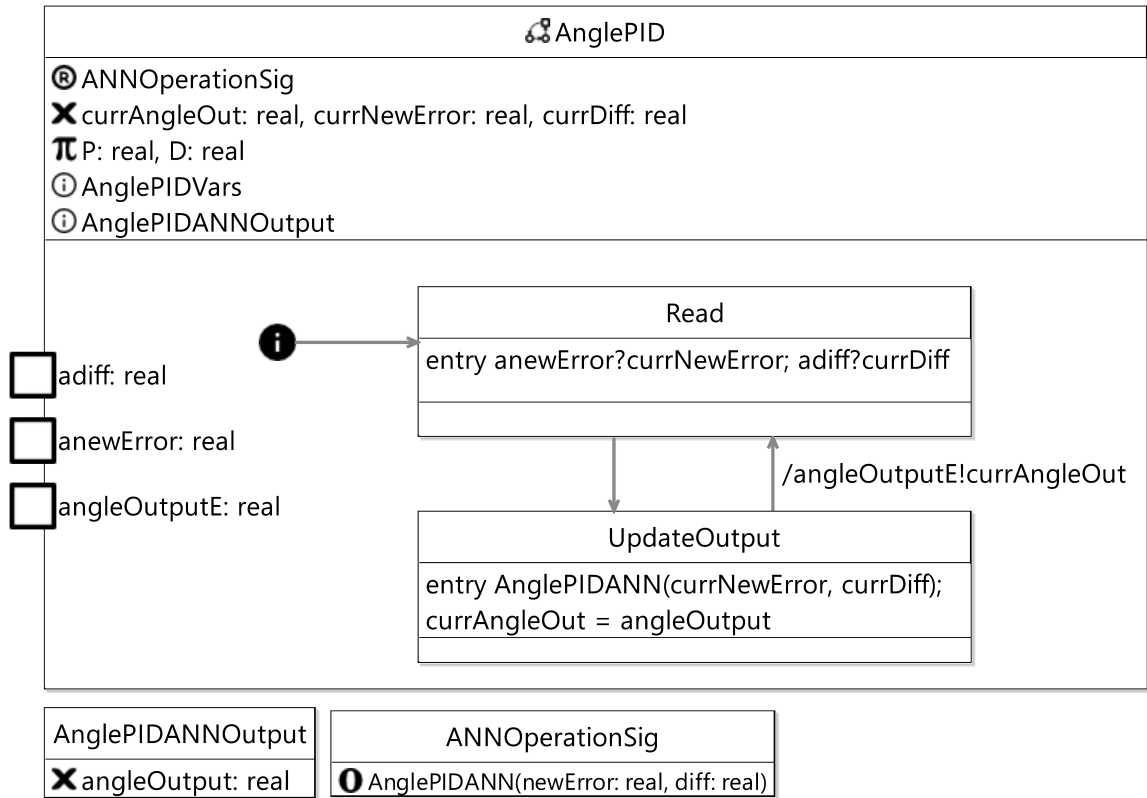 AnglePID
ANNOperationSig
currAngleOut: real, currNewError: real, currDiff: real
P: real, D: real
AnglePIDVars
AnglePIDANNOutput
Read
entry anewError?currNewError; adiff?currDiff
adiff: real
anewError: real
angleOutputE: real
/angleOutputE!currAngleOut
UpdateOutput
entry AnglePIDANN(currNewError, currDiff);
currAngleOut = angleOutput
AnglePIDANNOutput
angleOutput: real
ANNOperationSig
AnglePIDANN(newError: real, diff: real)